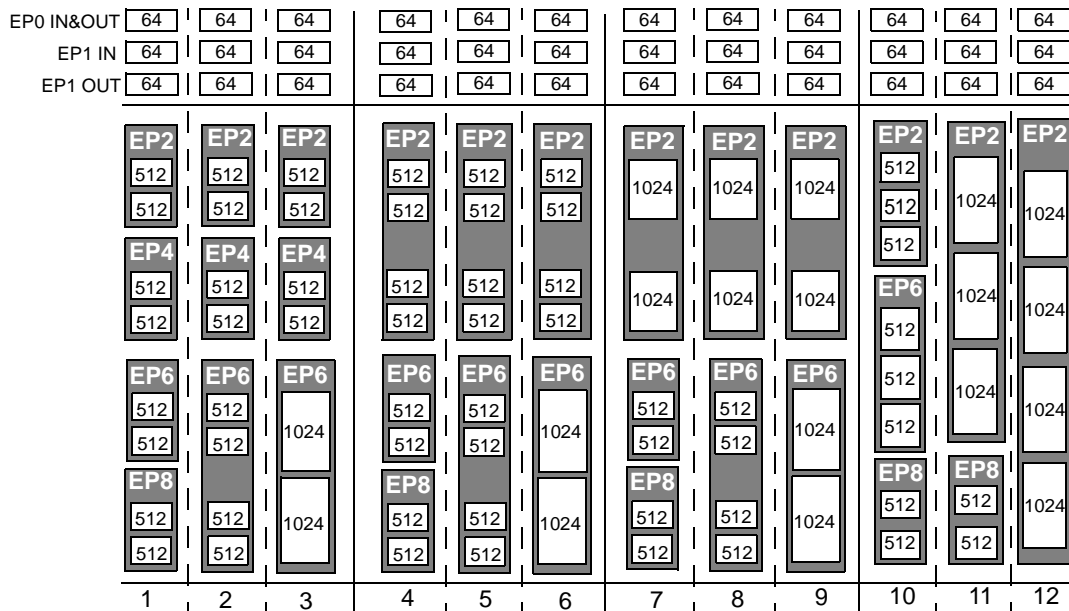 EP0 IN&OUT 64 64 64 64 64 64 64 64 64 64 64 64
EP1 IN 64 64 64 64 64 64 64 64 64 64 64 64
EP1 OUT 64 64 64 64 64 64 64 64 64 64 64 64
EP2 EP2 EP2 EP2 EP2 EP2 EP2 EP2 EP2 EP2 EP2 EP2
512 512 512 512 512 512 1024 1024 1024 512
512 512 512 512 512 512 512 1024 1024
EP4 EP4 EP4 512
512 512 512 512 512 512 1024 1024 1024 EP6 1024 1024
512 512 512 512 512 512 512
EP6 EP6 EP6 EP6 EP6 EP6 EP6 EP6 EP6 512 1024
512 512 512 512 512 512 1024
512 512 1024 512 512 1024 512 512 1024 512
EP8 EP8 EP8 EP8 EP8
512 512 1024 512 512 1024 512 512 1024 512 512 1024
512 512 512 512 512 512 512 512
1 2 3 4 5 6 7 8 9 10 11 12